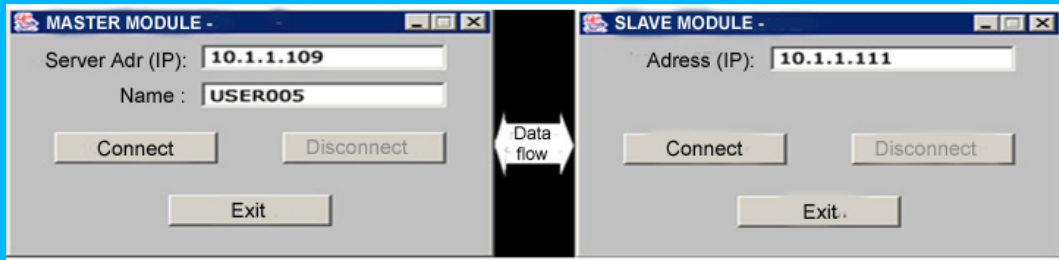 MASTER MODULE -
Server Adr (IP): 10.1.1.109
Name : USER005
Connect Disconnect
Exit
Data
flow
SLAVE MODULE -
Adress (IP): 10.1.1.111
Connect Disconnect
Exit